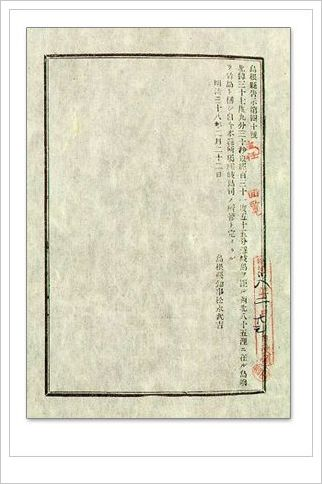 島根縣告示第四十號
北緯三十七度九分三十秒東經百三十一度五十五分隱岐島ヲ距ル西北八十五浬ニ在ル島嶼
ヲ竹島ト稱シ自今本縣所屬隱岐島司ノ所管ト定メラル
明治三十八年二月二十二日
島根縣知事松永武吉
回覽